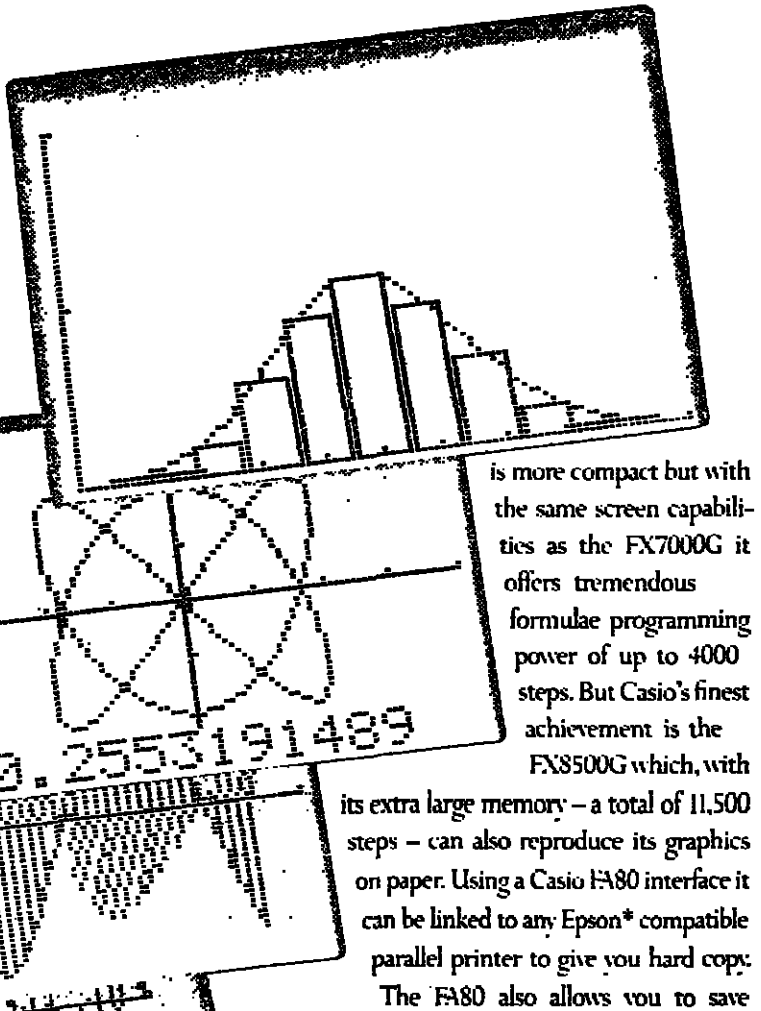 is more compact but with
the same screen capabili-
ties as the FX7000G it
offers tremendous
formulae programming
power of up to 4000
steps. But Casio's finest
achievement is the
FX8500G which, with
its extra large memory – a total of 11,500
steps – can also reproduce its graphics
on paper. Using a Casio FA80 interface it
can be linked to any Epson* compatible
parallel printer to give you hard copy.
The FA80 also allows you to save
0.2553191489